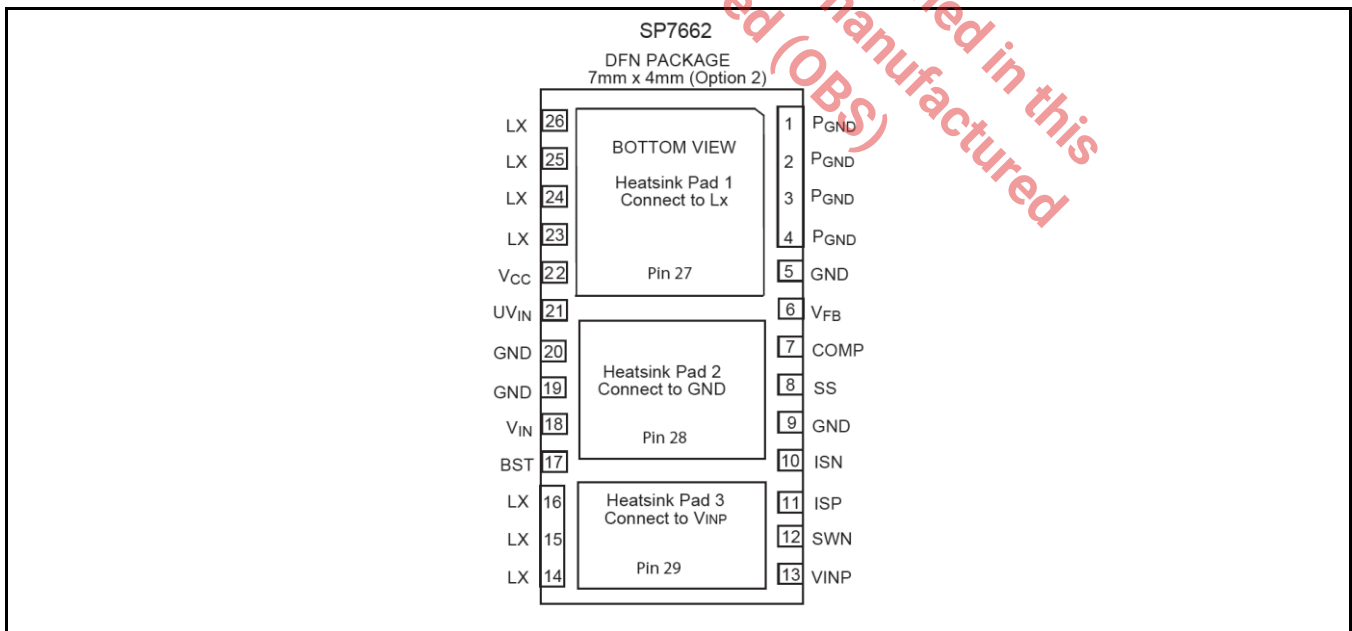 SP7662
DFN PACKAGE
7mm x 4mm (Option 2)
LX 26
LX 25
LX 24
LX 23
VCC 22
UVIN 21
GND 20
GND 19
VIN 18
BST 17
LX 16
LX 15
LX 14
BOTTOM VIEW
Heatsink Pad 1
Connect to Lx
Pin 27
Heatsink Pad 2
Connect to GND
Pin 28
Heatsink Pad 3
Connect to VINP
Pin 29
1 PGND
2 PGND
3 PGND
4 PGND
5 GND
6 VFB
7 COMP
8 SS
9 GND
10 ISN
11 ISP
12 SWN
13 VINP
in this
manufactured
(OBS)